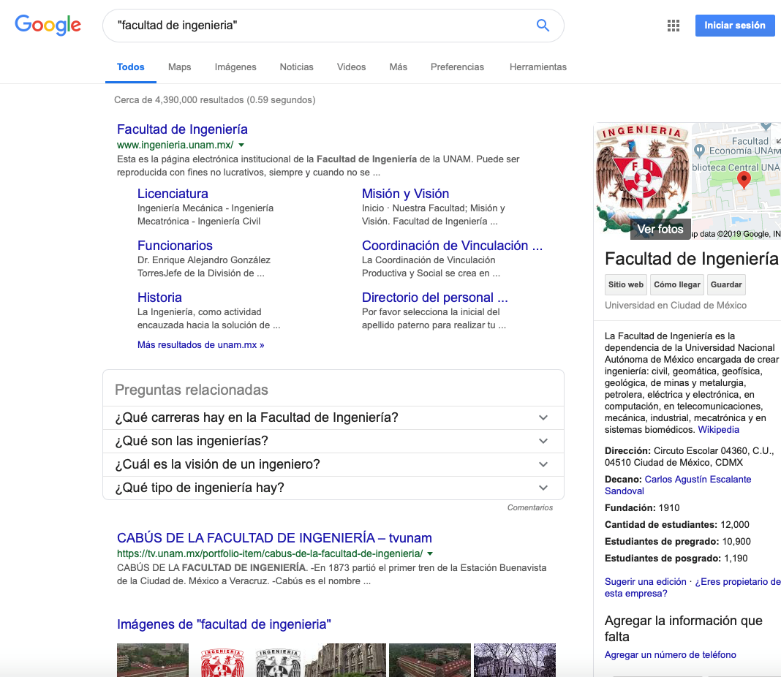 Google
"facultad de ingenieria"
Iniciar sesión
Todos Maps Imágenes Noticias Videos Más Preferencias Herramientas
Cerca de 4,390,000 resultados (0.59 segundos)
Facultad de Ingeniería
www.ingenieria.unam.mx/
Esta es la página electrónica institucional de la Facultad de Ingeniería de la UNAM. Puede ser
reproducida con fines no lucrativos, siempre y cuando no se ...
Licenciatura
Ingeniería Mecánica - Ingeniería
Mecatrónica - Ingeniería Civil
Misión y Visión
Inicio · Nuestra Facultad; Misión y
Visión. Facultad de Ingeniería ...
Funcionarios
Dr. Enrique Alejandro González
TorresJefe de la División de ...
Coordinación de Vinculación ...
La Coordinación de Vinculación
Productiva y Social se crea en ...
Historia
La Ingeniería, como actividad
encauzada hacia la solución de ...
Directorio del personal ...
Por favor selecciona la inicial del
apellido paterno para realizar tu ...
Más resultados de unam.mx »
Preguntas relacionadas
¿Qué carreras hay en la Facultad de Ingeniería?
¿Qué son las ingenierías?
¿Cuál es la visión de un ingeniero?
¿Qué tipo de ingeniería hay?
Comentarios
CABÚS DE LA FACULTAD DE INGENIERÍA – tvunam
https://tv.unam.mx/portfolio-item/cabus-de-la-facultad-de-ingenieria/
CABÚS DE LA FACULTAD DE INGENIERÍA. -En 1873 partió el primer tren de la Estación Buenavista
de la Ciudad de. México a Veracruz. -Cabús es el nombre ...
Imágenes de "facultad de ingenieria"
INGENIERIA
F I
Facultad
Economía UNAM
blioteca Central UNA
Ver fotos
p data ©2019 Google, IN
Facultad de Ingeniería
Sitio web Cómo llegar Guardar
Universidad en Ciudad de México
La Facultad de Ingeniería es la
dependencia de la Universidad Nacional
Autónoma de México encargada de crear
ingeniería: civil, geomática, geofísica,
geológica, de minas y metalurgia,
petrolera, eléctrica y electrónica, en
computación, en telecomunicaciones,
mecánica, industrial, mecatrónica y en
sistemas biomédicos. Wikipedia
Dirección: Circuto Escolar 04360, C.U.,
04510 Ciudad de México, CDMX
Decano: Carlos Agustín Escalante
Sandoval
Fundación: 1910
Cantidad de estudiantes: 12,000
Estudiantes de pregrado: 10,900
Estudiantes de posgrado: 1,190
Sugerir una edición · ¿Eres propietario de
esta empresa?
Agregar la información que
falta
Agregar un número de teléfono